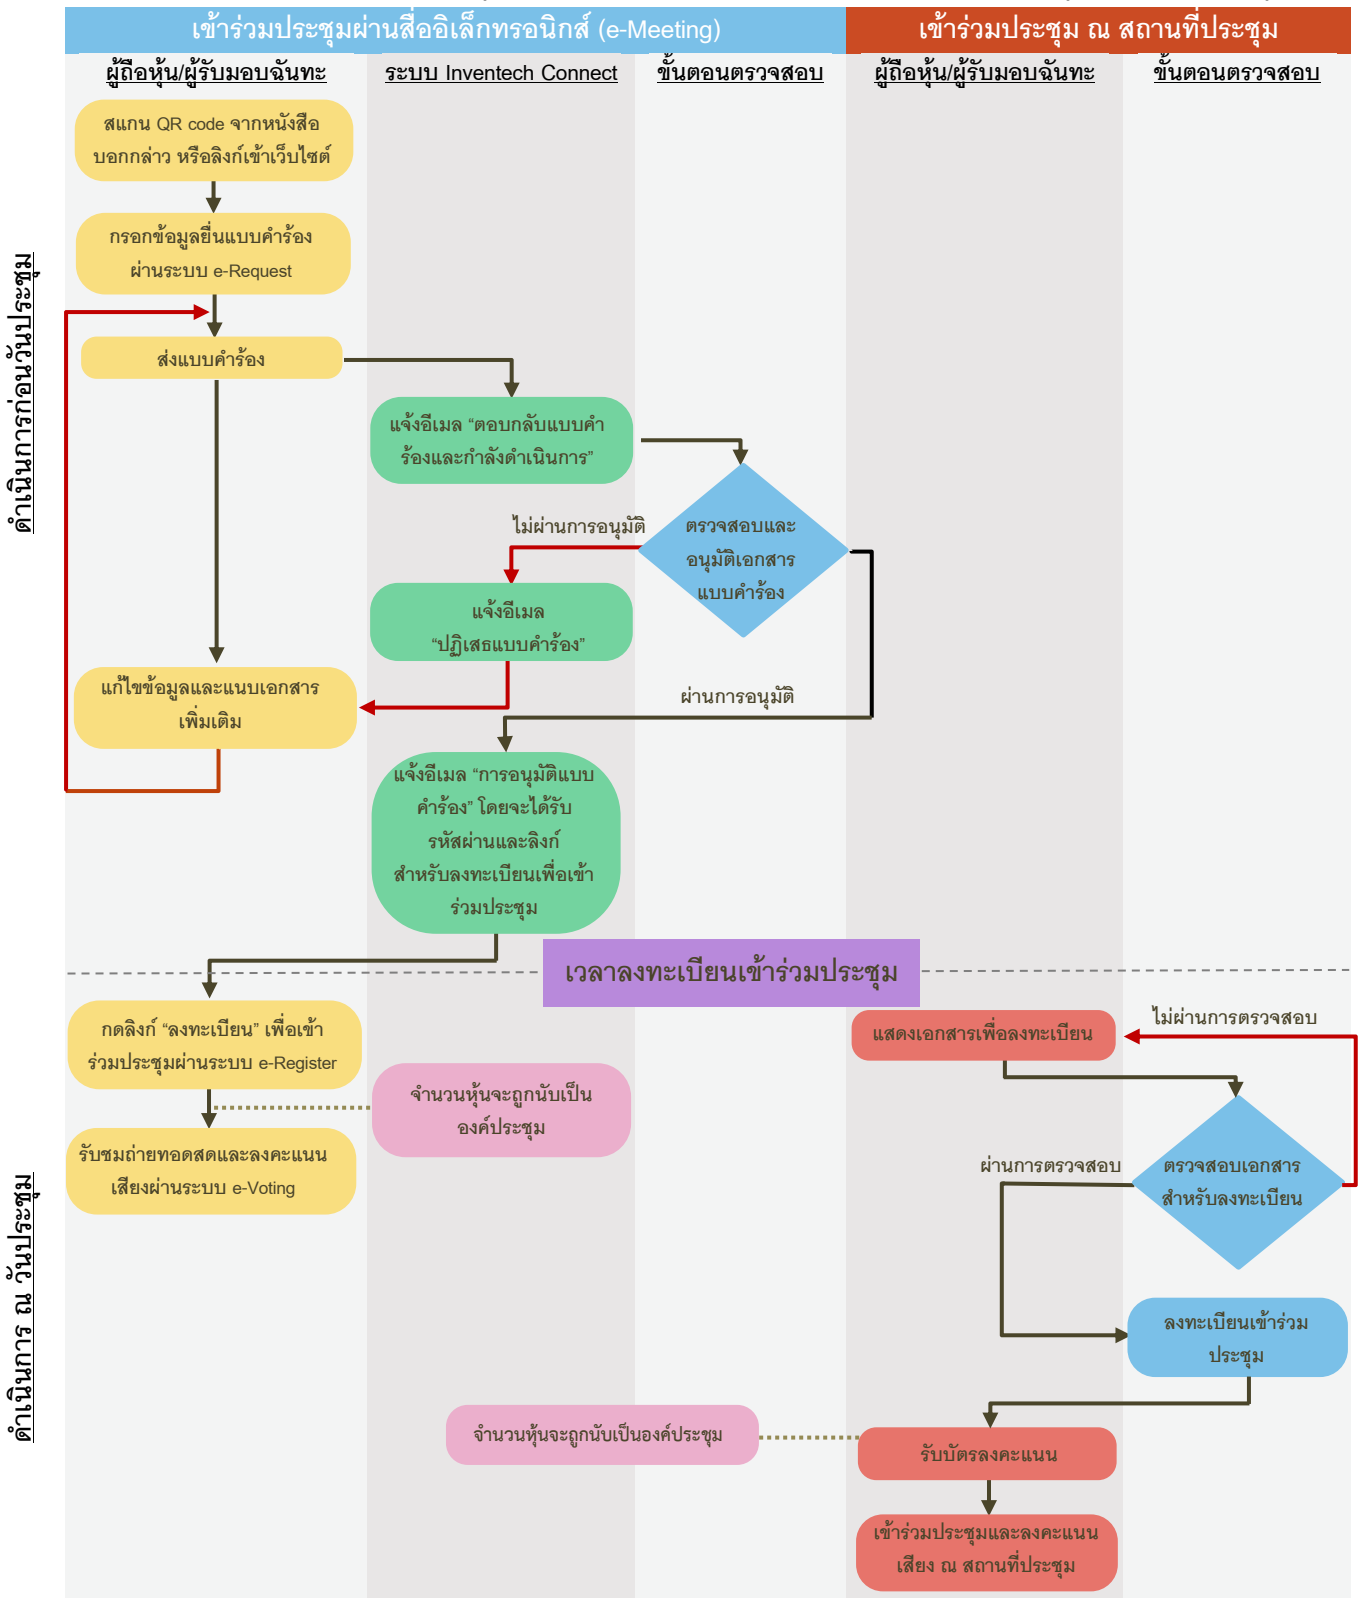 เข้าร่วมประชุมผ่านสื่ออิเล็กทรอนิกส์ (e-Meeting)
เข้าร่วมประชุม ณ สถานที่ประชุม
ผู้ถือหุ้น/ผู้รับมอบฉันทะ
ระบบ Inventech Connect
ขั้นตอนตรวจสอบ
ผู้ถือหุ้น/ผู้รับมอบฉันทะ
ขั้นตอนตรวจสอบ
ดำเนินการก่อนวันประชุม
สแกน QR code จากหนังสือ
บอกกล่าว หรือลิงก์เข้าเว็บไซต์
กรอกข้อมูลยื่นแบบคำร้อง
ผ่านระบบ e-Request
ส่งแบบคำร้อง
แจ้งอีเมล “ตอบกลับแบบคำ
ร้องและกำลังดำเนินการ”
ไม่ผ่านการอนุมัติ
ตรวจสอบและ
อนุมัติเอกสาร
แบบคำร้อง
แจ้งอีเมล
“ปฏิเสธแบบคำร้อง”
แก้ไขข้อมูลและแนบเอกสาร
เพิ่มเติม
ผ่านการอนุมัติ
แจ้งอีเมล “การอนุมัติแบบ
คำร้อง” โดยจะได้รับ
รหัสผ่านและลิงก์
สำหรับลงทะเบียนเพื่อเข้า
ร่วมประชุม
เวลาลงทะเบียนเข้าร่วมประชุม
ดำเนินการ ณ วันประชุม
กดลิงก์ “ลงทะเบียน” เพื่อเข้า
ร่วมประชุมผ่านระบบ e-Register
จำนวนหุ้นจะถูกนับเป็น
องค์ประชุม
รับชมถ่ายทอดสดและลงคะแนน
เสียงผ่านระบบ e-Voting
แสดงเอกสารเพื่อลงทะเบียน
ไม่ผ่านการตรวจสอบ
ผ่านการตรวจสอบ
ตรวจสอบเอกสาร
สำหรับลงทะเบียน
ลงทะเบียนเข้าร่วม
ประชุม
จำนวนหุ้นจะถูกนับเป็นองค์ประชุม
รับบัตรลงคะแนน
เข้าร่วมประชุมและลงคะแนน
เสียง ณ สถานที่ประชุม